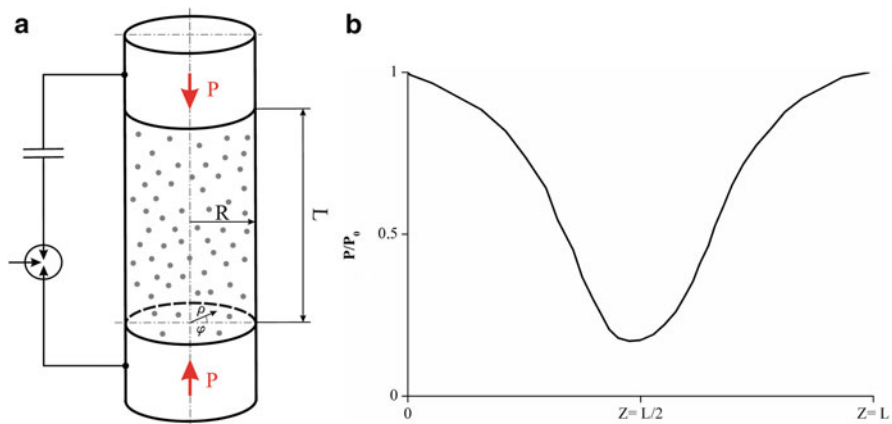 a
P
R
L
ρ
φ
P
b
P/P₀
1
0.5
0
0
Z= L/2
Z= L